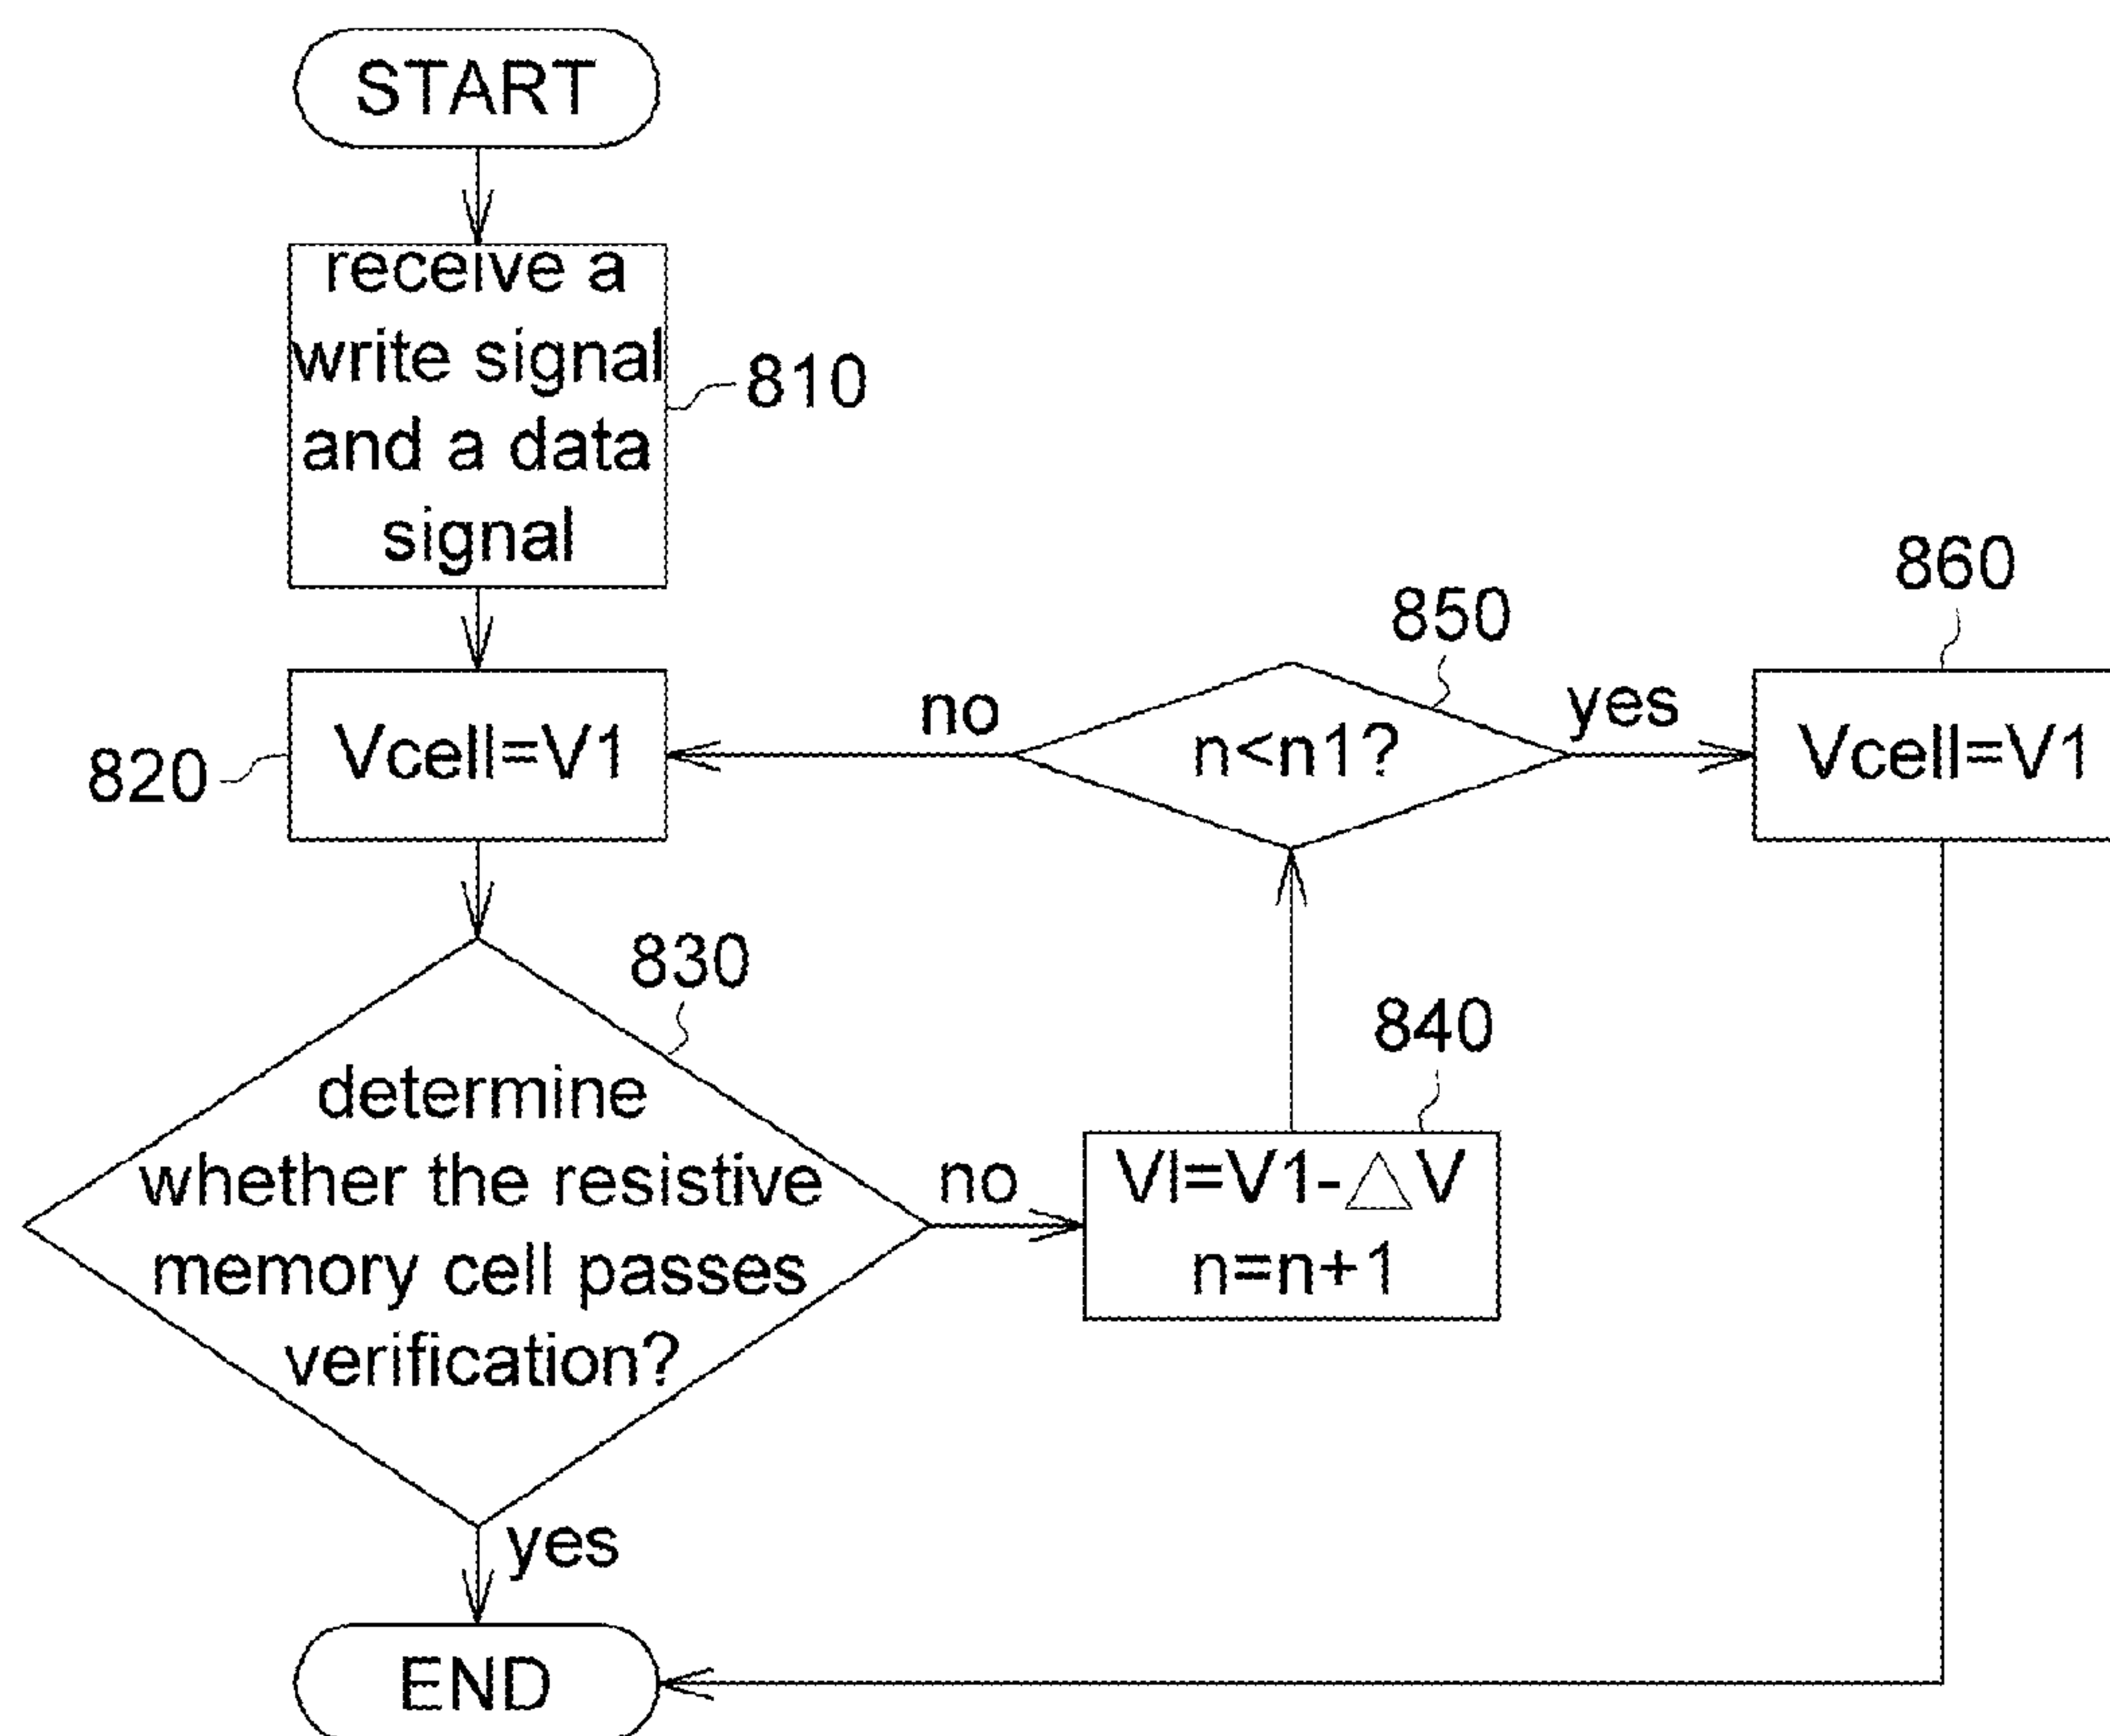 START
receive a
write signal
and a data
signal
810
Vcell=V1
820
no
n<n1?
850
yes
Vcell=V1
860
determine
whether the resistive
memory cell passes
verification?
830
no
VI=V1-△V
n=n+1
840
yes
END